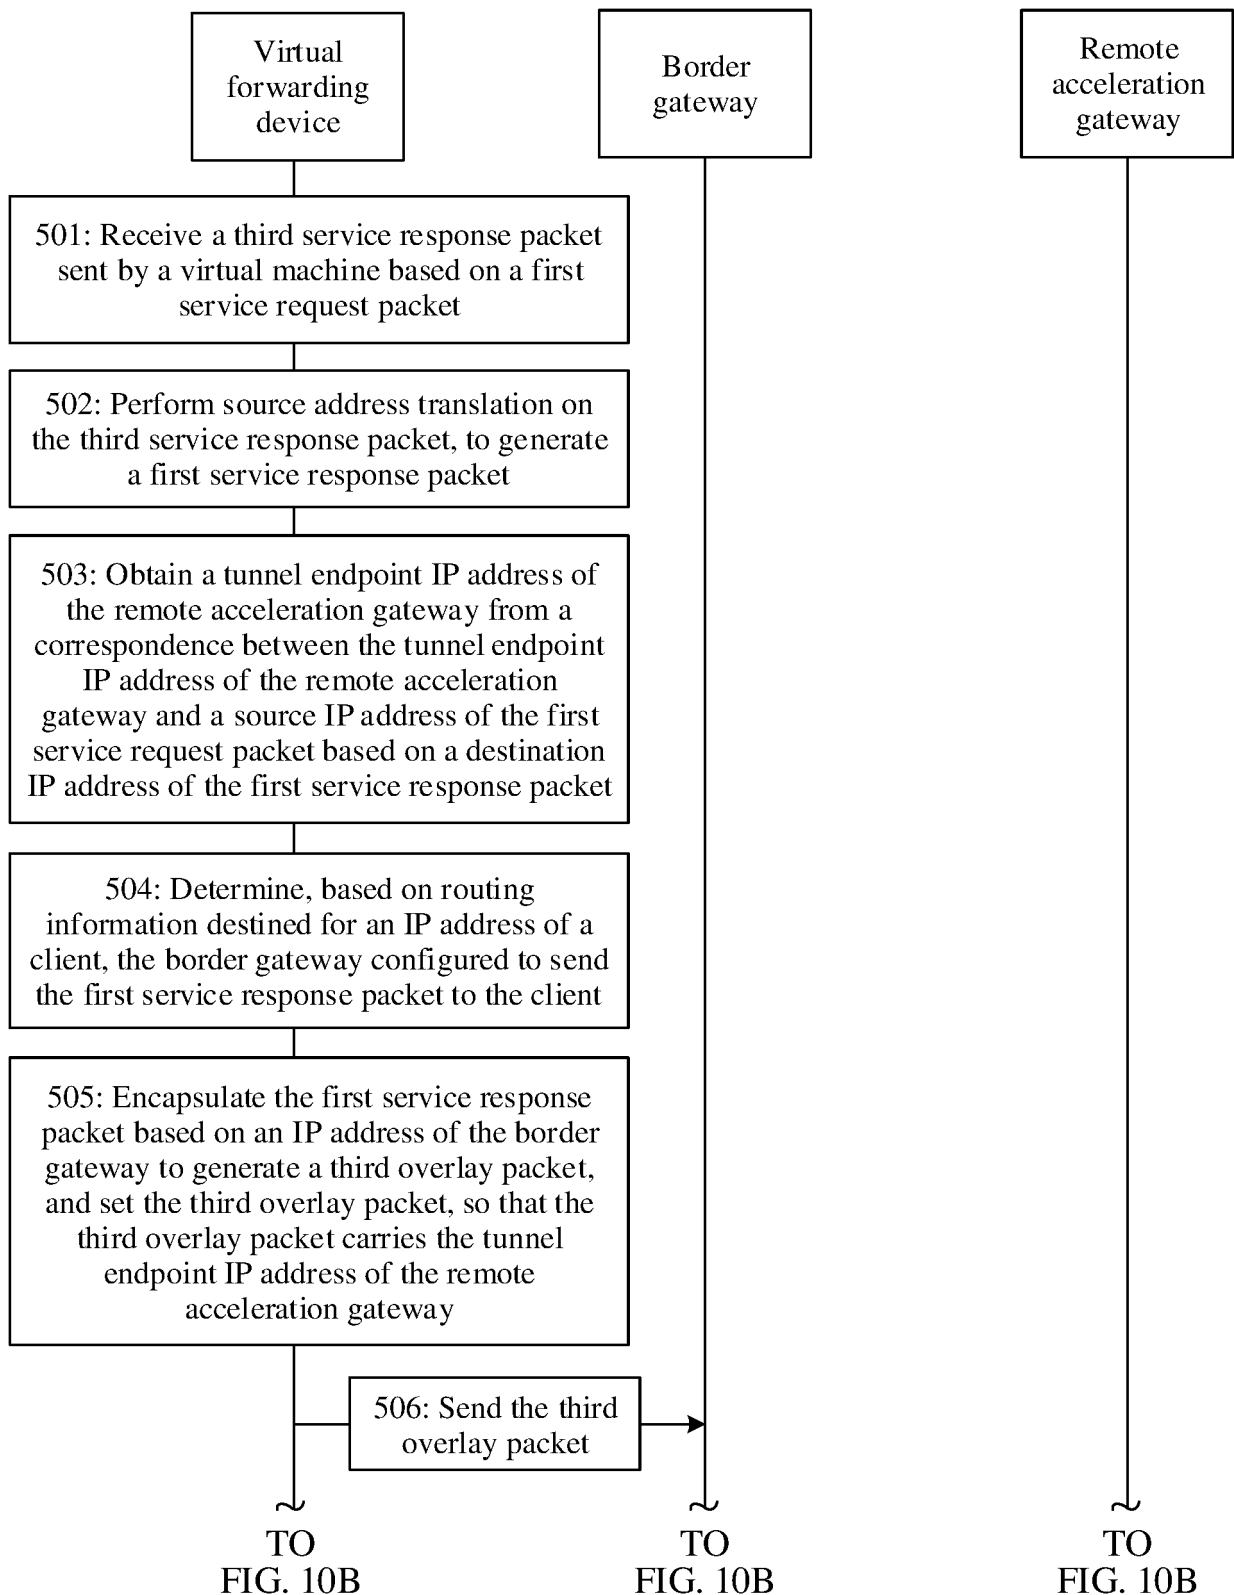 Virtual
forwarding
device
Border
gateway
Remote
acceleration
gateway
501: Receive a third service response packet
sent by a virtual machine based on a first
service request packet
502: Perform source address translation on
the third service response packet, to generate
a first service response packet
503: Obtain a tunnel endpoint IP address of
the remote acceleration gateway from a
correspondence between the tunnel endpoint
IP address of the remote acceleration
gateway and a source IP address of the first
service request packet based on a destination
IP address of the first service response packet
504: Determine, based on routing
information destined for an IP address of a
client, the border gateway configured to send
the first service response packet to the client
505: Encapsulate the first service response
packet based on an IP address of the border
gateway to generate a third overlay packet,
and set the third overlay packet, so that the
third overlay packet carries the tunnel
endpoint IP address of the remote
acceleration gateway
506: Send the third
overlay packet
TO
FIG. 10B
TO
FIG. 10B
TO
FIG. 10B